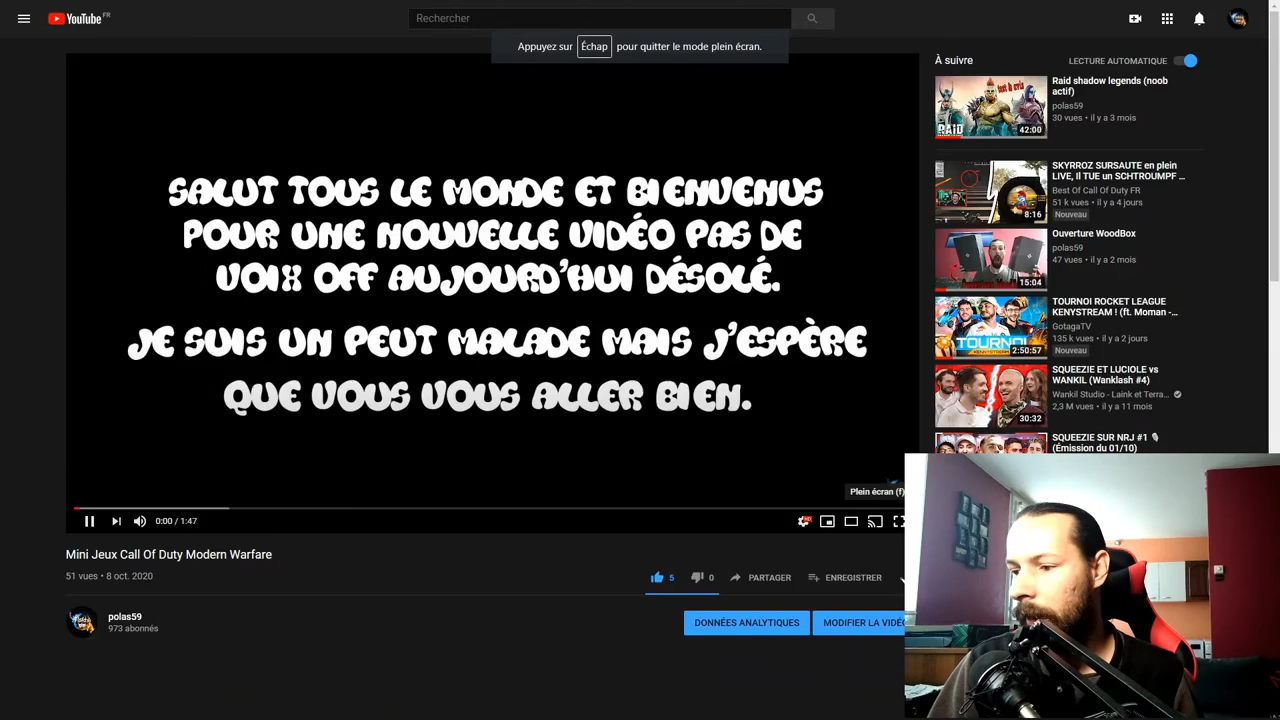 YouTube FR
Rechercher
Appuyez sur Échap pour quitter le mode plein écran.
SALUT TOUS LE MONDE ET BIENVENUS
POUR UNE NOUVELLE VIDÉO PAS DE
VOIX OFF AUJOURD'HUI DÉSOLÉ.
JE SUIS UN PEUT MALADE MAIS J'ESPÈRE
QUE VOUS VOUS ALLER BIEN.
Plein écran (f)
0:00 / 1:47
Mini Jeux Call Of Duty Modern Warfare
51 vues • 8 oct. 2020
5
0
PARTAGER
ENREGISTRER
polas59
973 abonnés
DONNÉES ANALYTIQUES
MODIFIER LA VIDÉ
À suivre
LECTURE AUTOMATIQUE
RAID
42:00
Raid shadow legends (noob
actif)
polas59
30 vues • il y a 3 mois
8:16
SKYRROZ SURSAUTE en plein
LIVE, Il TUE un SCHTROUMPF ...
Best Of Call Of Duty FR
51 k vues • il y a 4 jours
Nouveau
15:04
Ouverture WoodBox
polas59
47 vues • il y a 2 mois
TOURNOI
2:50:57
TOURNOI ROCKET LEAGUE
KENYSTREAM ! (ft. Moman -...
GotagaTV
135 k vues • il y a 2 jours
Nouveau
30:32
SQUEEZIE ET LUCIOLE vs
WANKIL (Wanklash #4)
Wankil Studio - Laink et Terra...
2,3 M vues • il y a 11 mois
SQUEEZIE SUR NRJ #1
(Émission du 01/10)